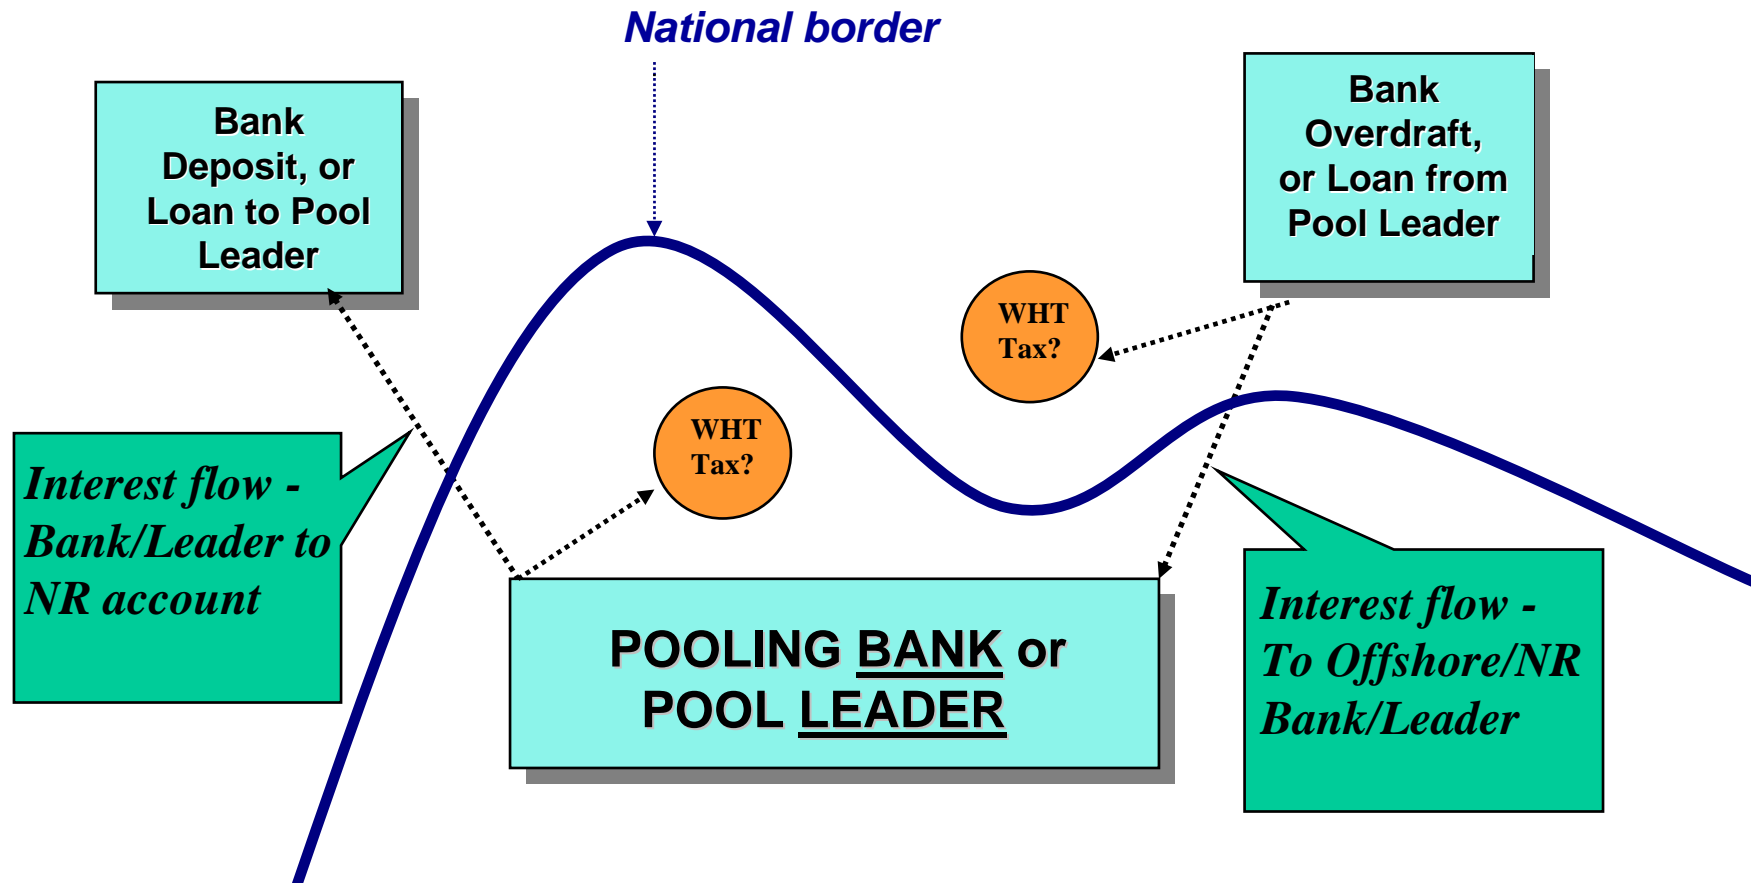 National border
Bank
Deposit, or
Loan to Pool
Leader
Bank
Overdraft,
or Loan from
Pool Leader
WHT
Tax?
WHT
Tax?
Interest flow -
Bank/Leader to
NR account
POOLING BANK or
POOL LEADER
Interest flow -
To Offshore/NR
Bank/Leader